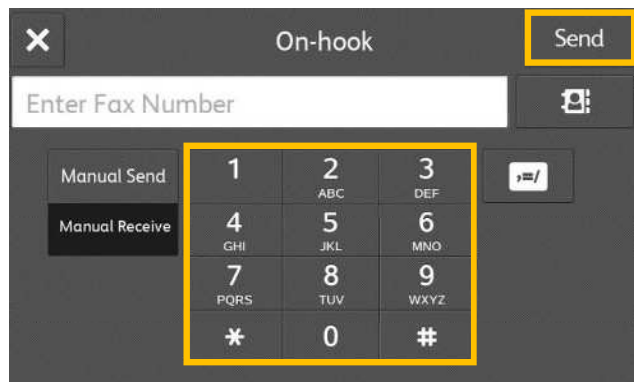 On-hook
Send
Enter Fax Number
Manual Send
Manual Receive
1
2
3
ABC
DEF
4
5
6
GHI
JKL
MNO
7
8
9
PQRS
TUV
WXYZ
*
0
#
,=/